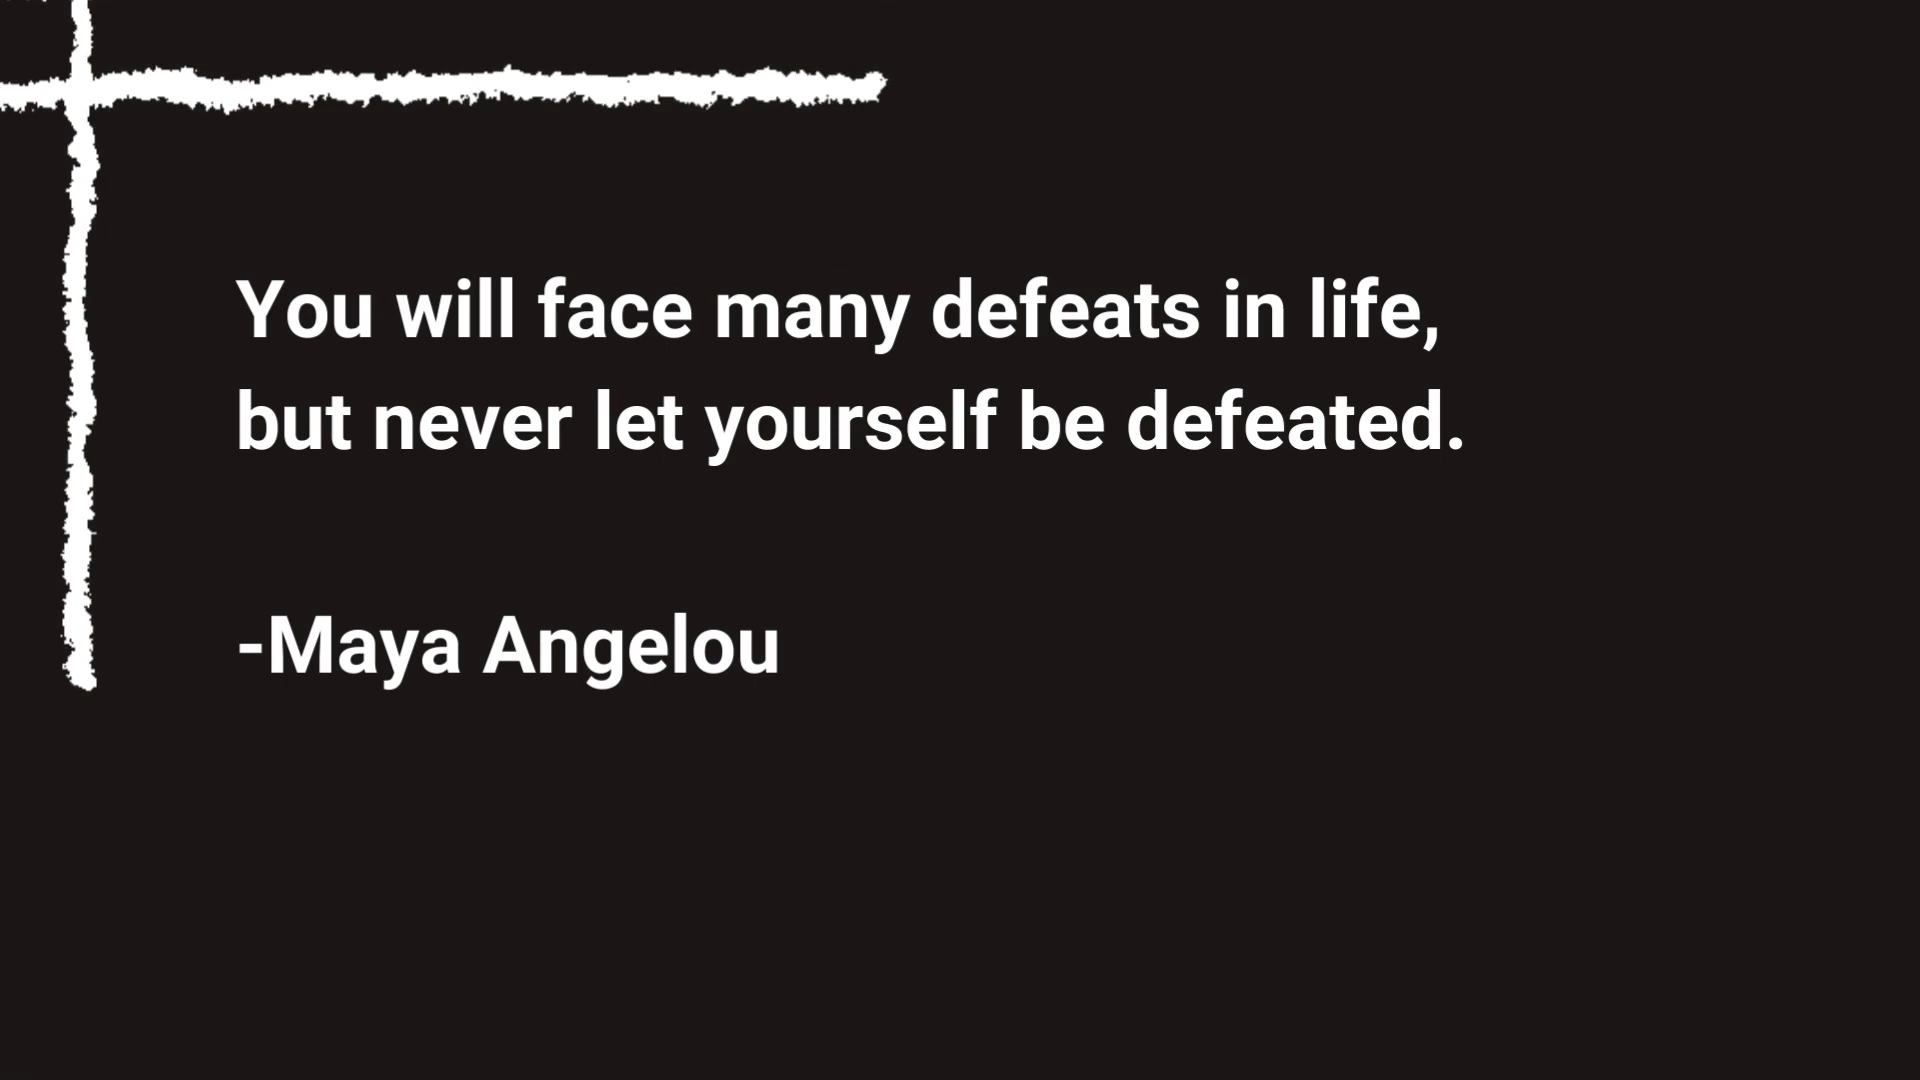 You will face many defeats in life,
but never let yourself be defeated.
-Maya Angelou